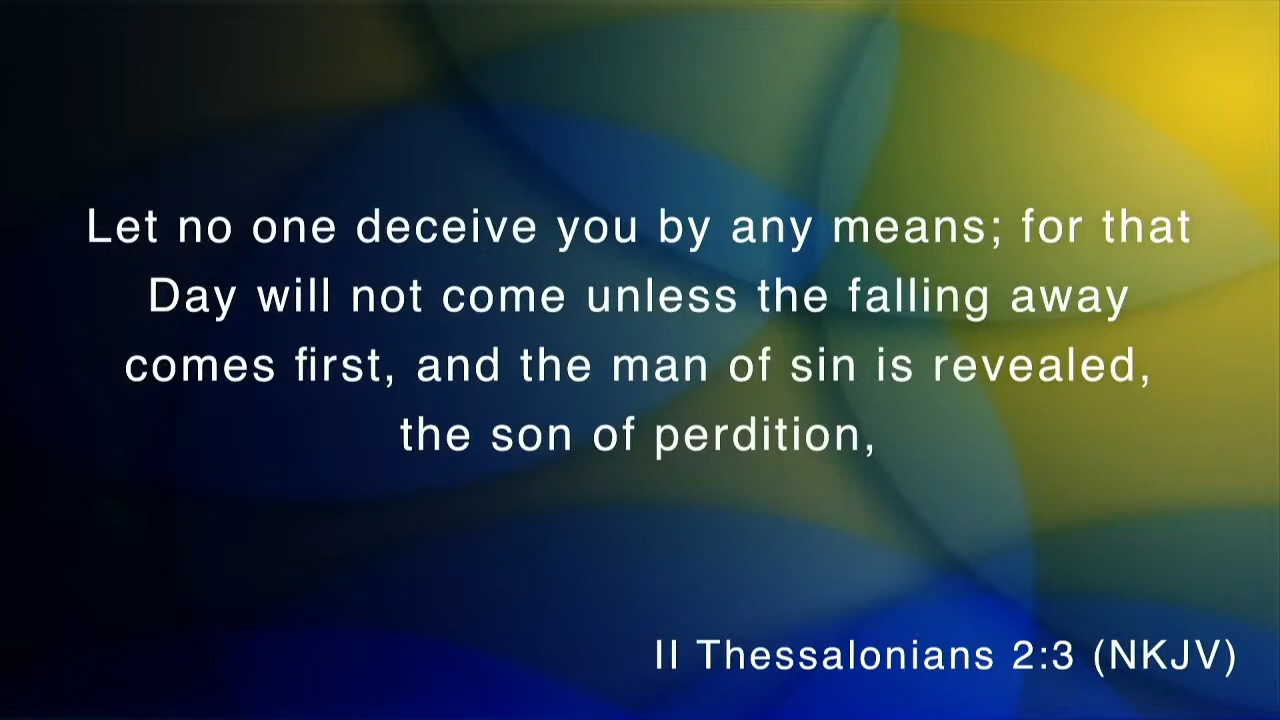 Let no one deceive you by any means; for that
Day will not come unless the falling away
comes first, and the man of sin is revealed,
the son of perdition,
II Thessalonians 2:3 (NKJV)